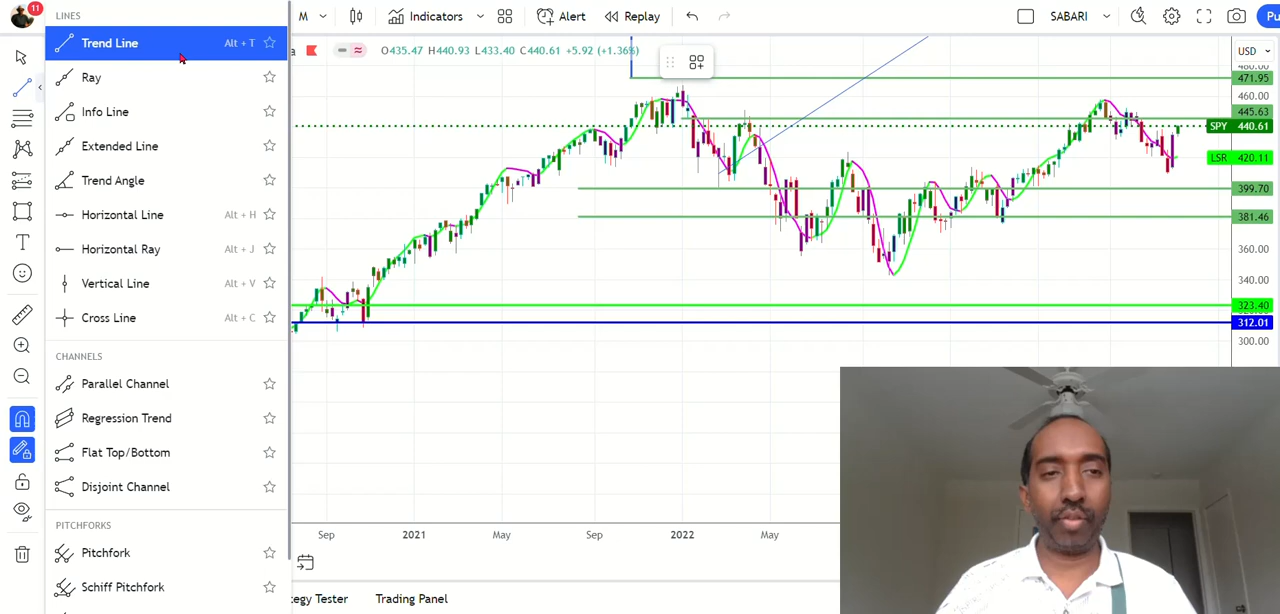 11
LINES
Trend Line Alt + T
Ray
Info Line
Extended Line
Trend Angle
Horizontal Line Alt + H
Horizontal Ray Alt + J
Vertical Line Alt + V
Cross Line Alt + C
CHANNELS
Parallel Channel
Regression Trend
Flat Top/Bottom
Disjoint Channel
PITCHFORKS
Pitchfork
Schiff Pitchfork
M Indicators Alert Replay SABARI Pu
a O435.47 H440.93 L433.40 C440.61 +5.92 (+1.36%)
USD
480.00
471.95
460.00
445.63
SPY 440.61
LSR 420.11
399.70
381.46
360.00
340.00
323.40
312.01
300.00
Sep 2021 May Sep 2022 May
tegy Tester Trading Panel